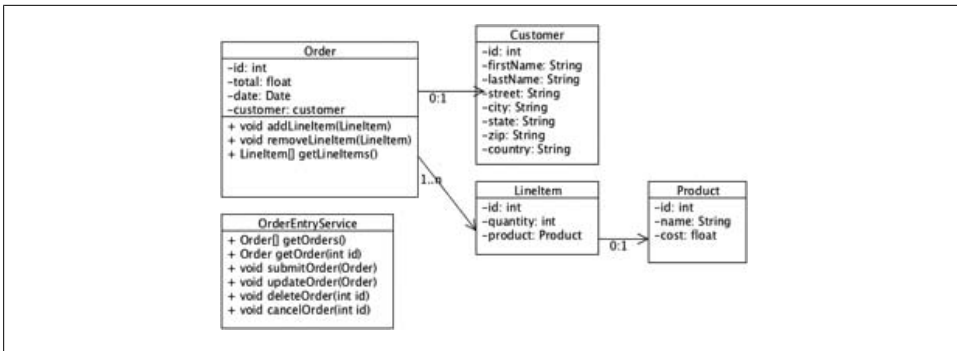 Order
-id: int
-total: float
-date: Date
-customer: customer
+ void addLineItem(LineItem)
+ void removeLineItem(LineItem)
+ LineItem[] getLineItems()
0:1
Customer
-id: int
-firstName: String
-lastName: String
-street: String
-city: String
-state: String
-zip: String
-country: String
1..n
LineItem
-id: int
-quantity: int
-product: Product
0:1
Product
-id: int
-name: String
-cost: float
OrderEntryService
+ Order[] getOrders()
+ Order getOrder(int id)
+ void submitOrder(Order)
+ void updateOrder(Order)
+ void deleteOrder(int id)
+ void cancelOrder(int id)